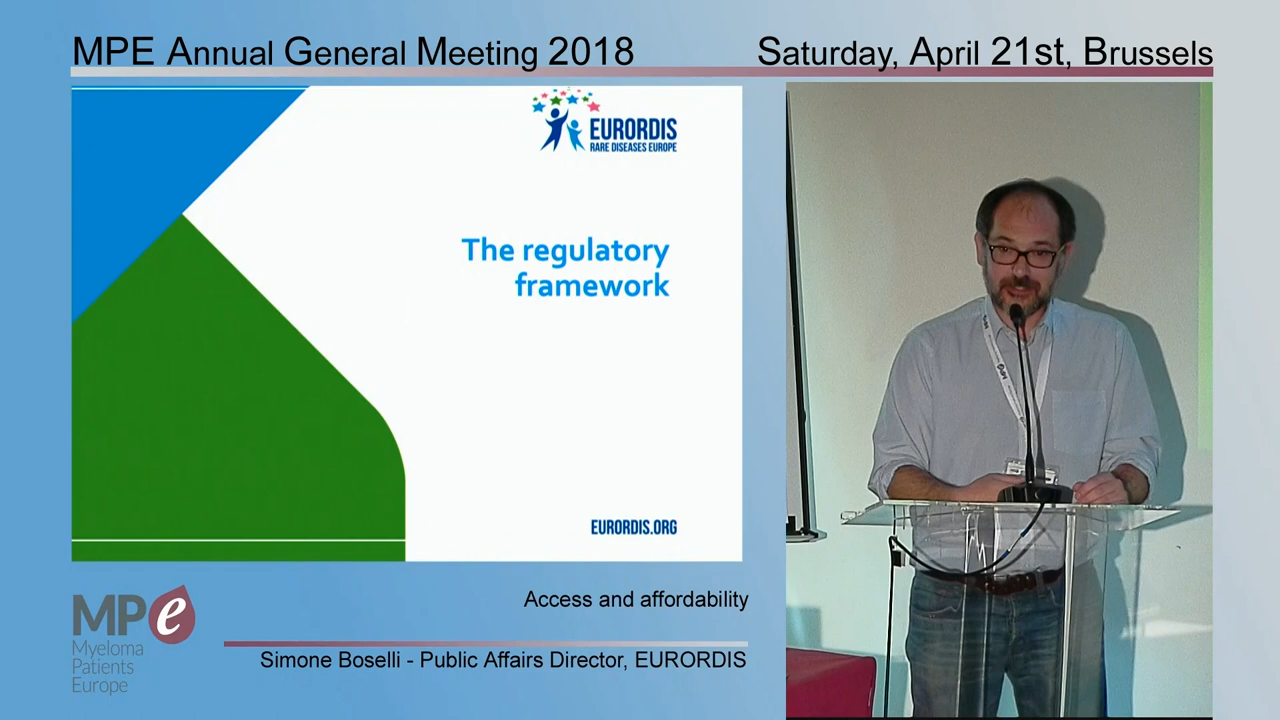 MPE Annual General Meeting 2018
Saturday, April 21st, Brussels
EURORDIS
RARE DISEASES EUROPE
The regulatory
framework
EURORDIS.ORG
Access and affordability
MPe
Myeloma
Patients
Europe
Simone Boselli - Public Affairs Director, EURORDIS